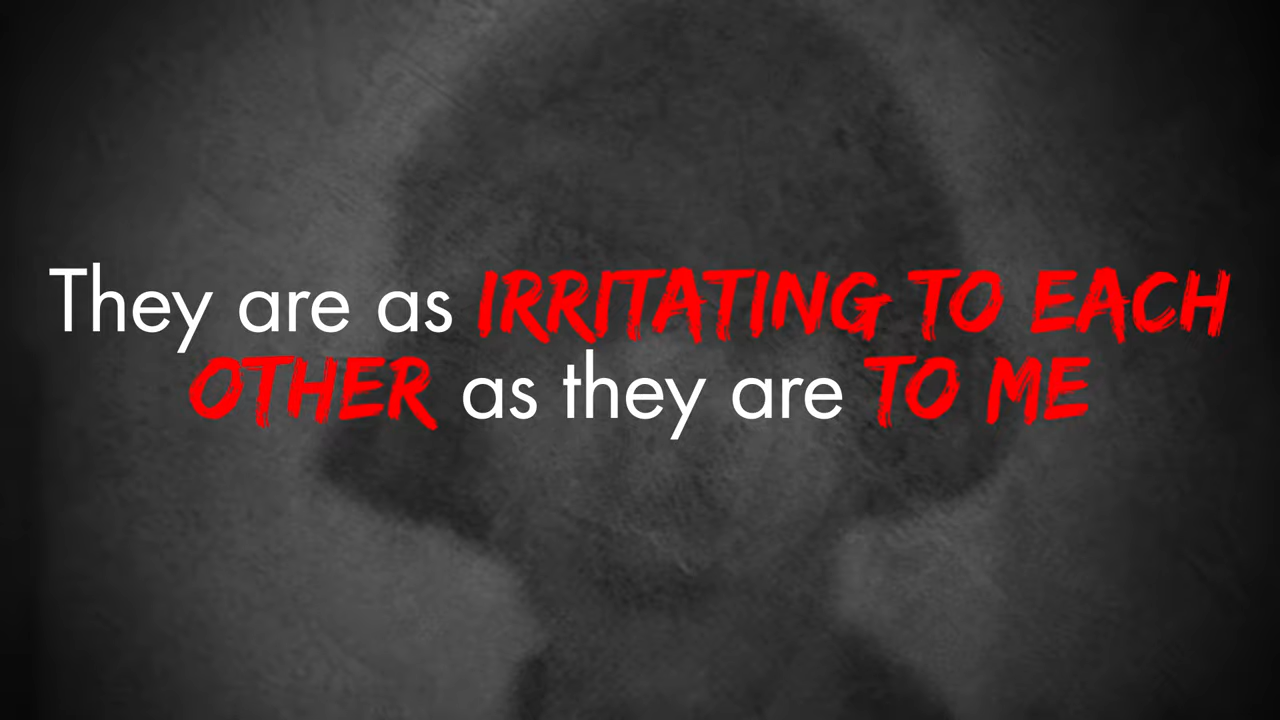 They are as IRRITATING TO EACH
OTHER as they are TO ME